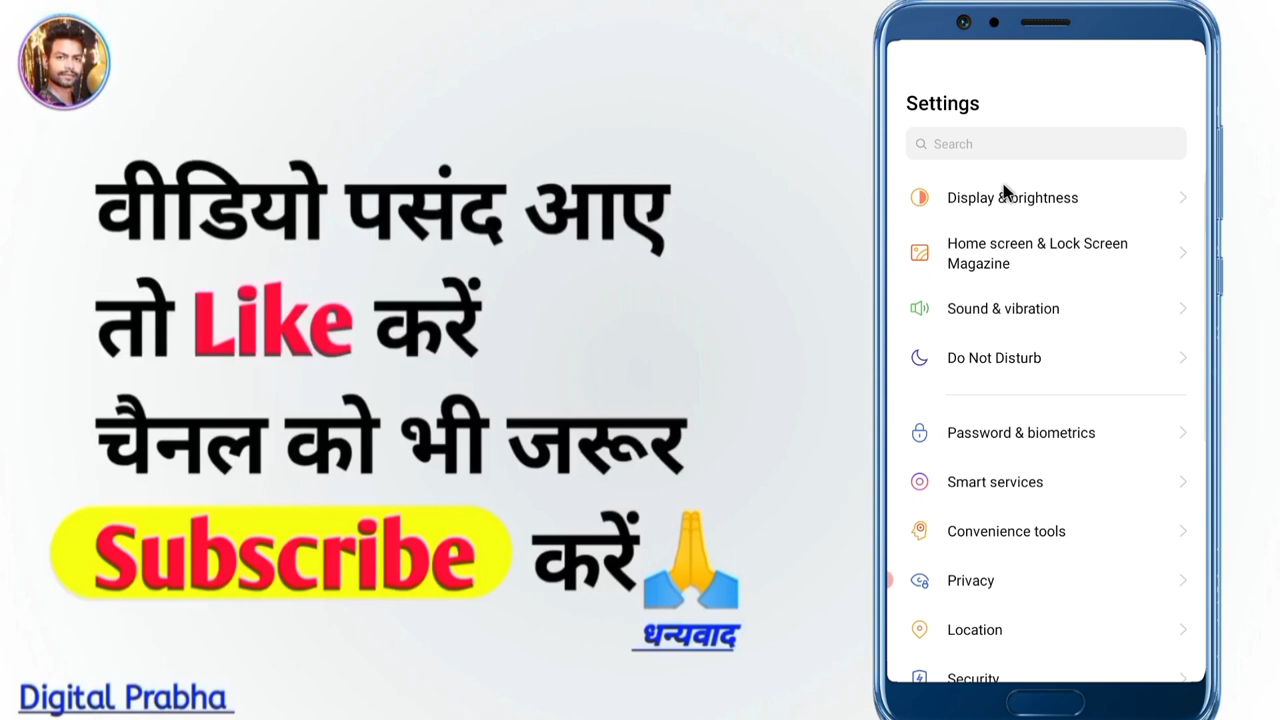 वीडियो पसंद आए
तो Like करें
चैनल को भी जरूर
Subscribe करें🙏
धन्यवाद
Digital Prabha
Settings
Search
Display & brightness
Home screen & Lock Screen
Magazine
Sound & vibration
Do Not Disturb
Password & biometrics
Smart services
Convenience tools
Privacy
Location
Security